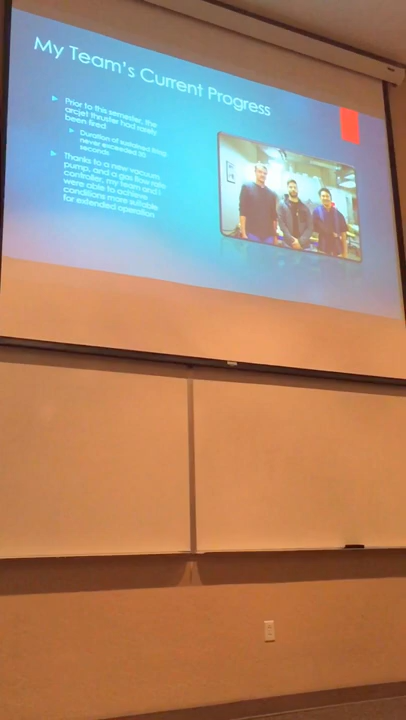 My Team's Current Progress
Prior to this semester, the
arcjet thruster had rarely
been fired
Duration of sustained firing
never exceeded 30
seconds
Thanks to a new vacuum
pump, and a gas flow rate
controller, my team and I
were able to achieve
conditions more suitable
for extended operation